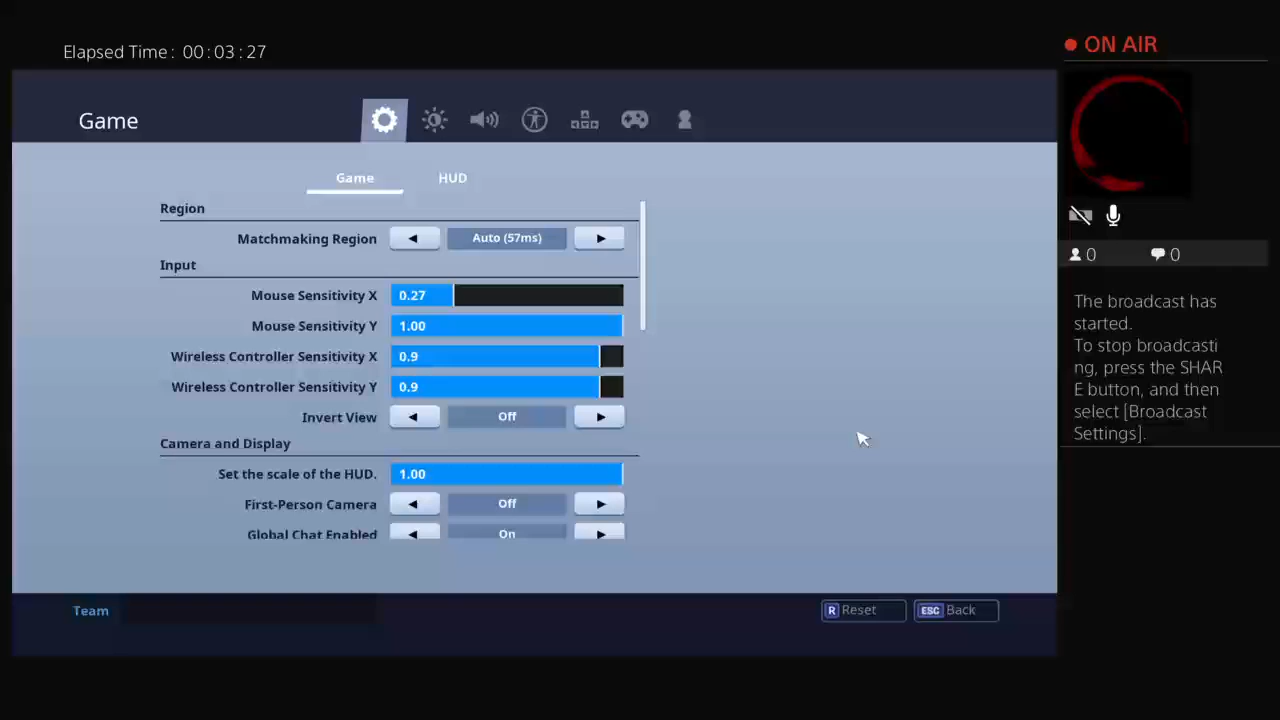 Elapsed Time: 00:03:27
ON AIR
Game
Game HUD
Region
Matchmaking Region Auto (57ms)
Input
Mouse Sensitivity X 0.27
Mouse Sensitivity Y 1.00
Wireless Controller Sensitivity X 0.9
Wireless Controller Sensitivity Y 0.9
Invert View Off
Camera and Display
Set the scale of the HUD. 1.00
First-Person Camera Off
Global Chat Enabled On
Team
R Reset ESC Back
0 0
The broadcast has
started.
To stop broadcasti
ng, press the SHAR
E button, and then
select [Broadcast
Settings].